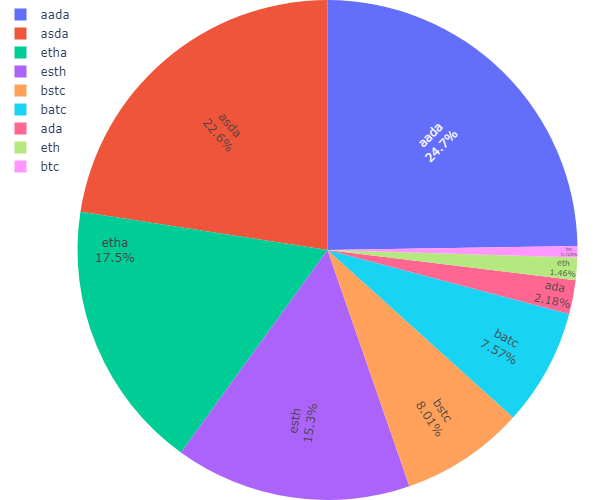 aada
asda
etha
esth
bstc
batc
ada
eth
btc
aada
24.7%
asda
22.6%
etha
17.5%
esth
15.3%
bstc
8.01%
batc
7.57%
ada
2.18%
eth
1.46%
btc